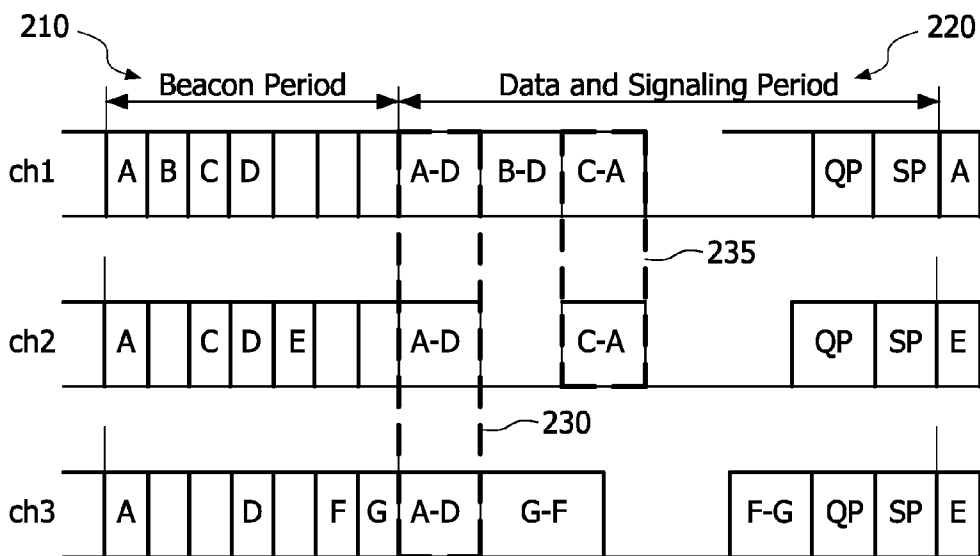 210
220
Beacon Period
Data and Signaling Period
ch1 A B C D A-D B-D C-A QP SP A
235
ch2 A C D E A-D C-A QP SP E
230
ch3 A D F G A-D G-F F-G QP SP E